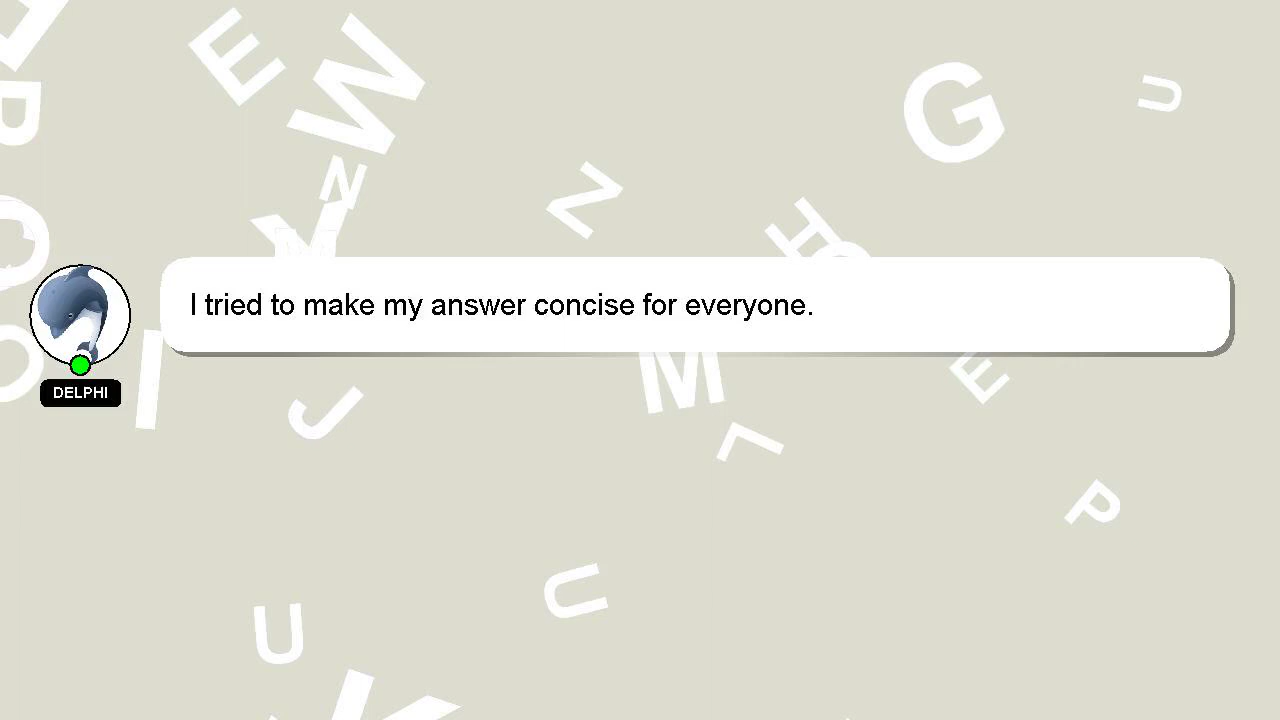 I tried to make my answer concise for everyone.
DELPHI
E
W
G
U
N
Z
H
I
J
M
E
L
P
U
U
K